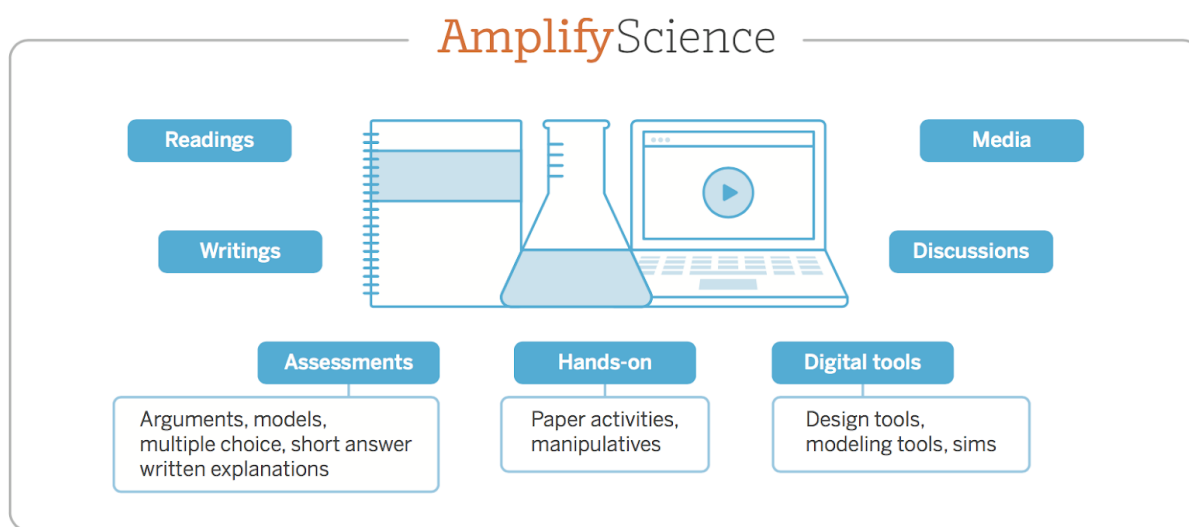 AmplifyScience
Readings
Media
Writings
Discussions
Assessments
Hands-on
Digital tools
Arguments, models,
multiple choice, short answer
written explanations
Paper activities,
manipulatives
Design tools,
modeling tools, sims